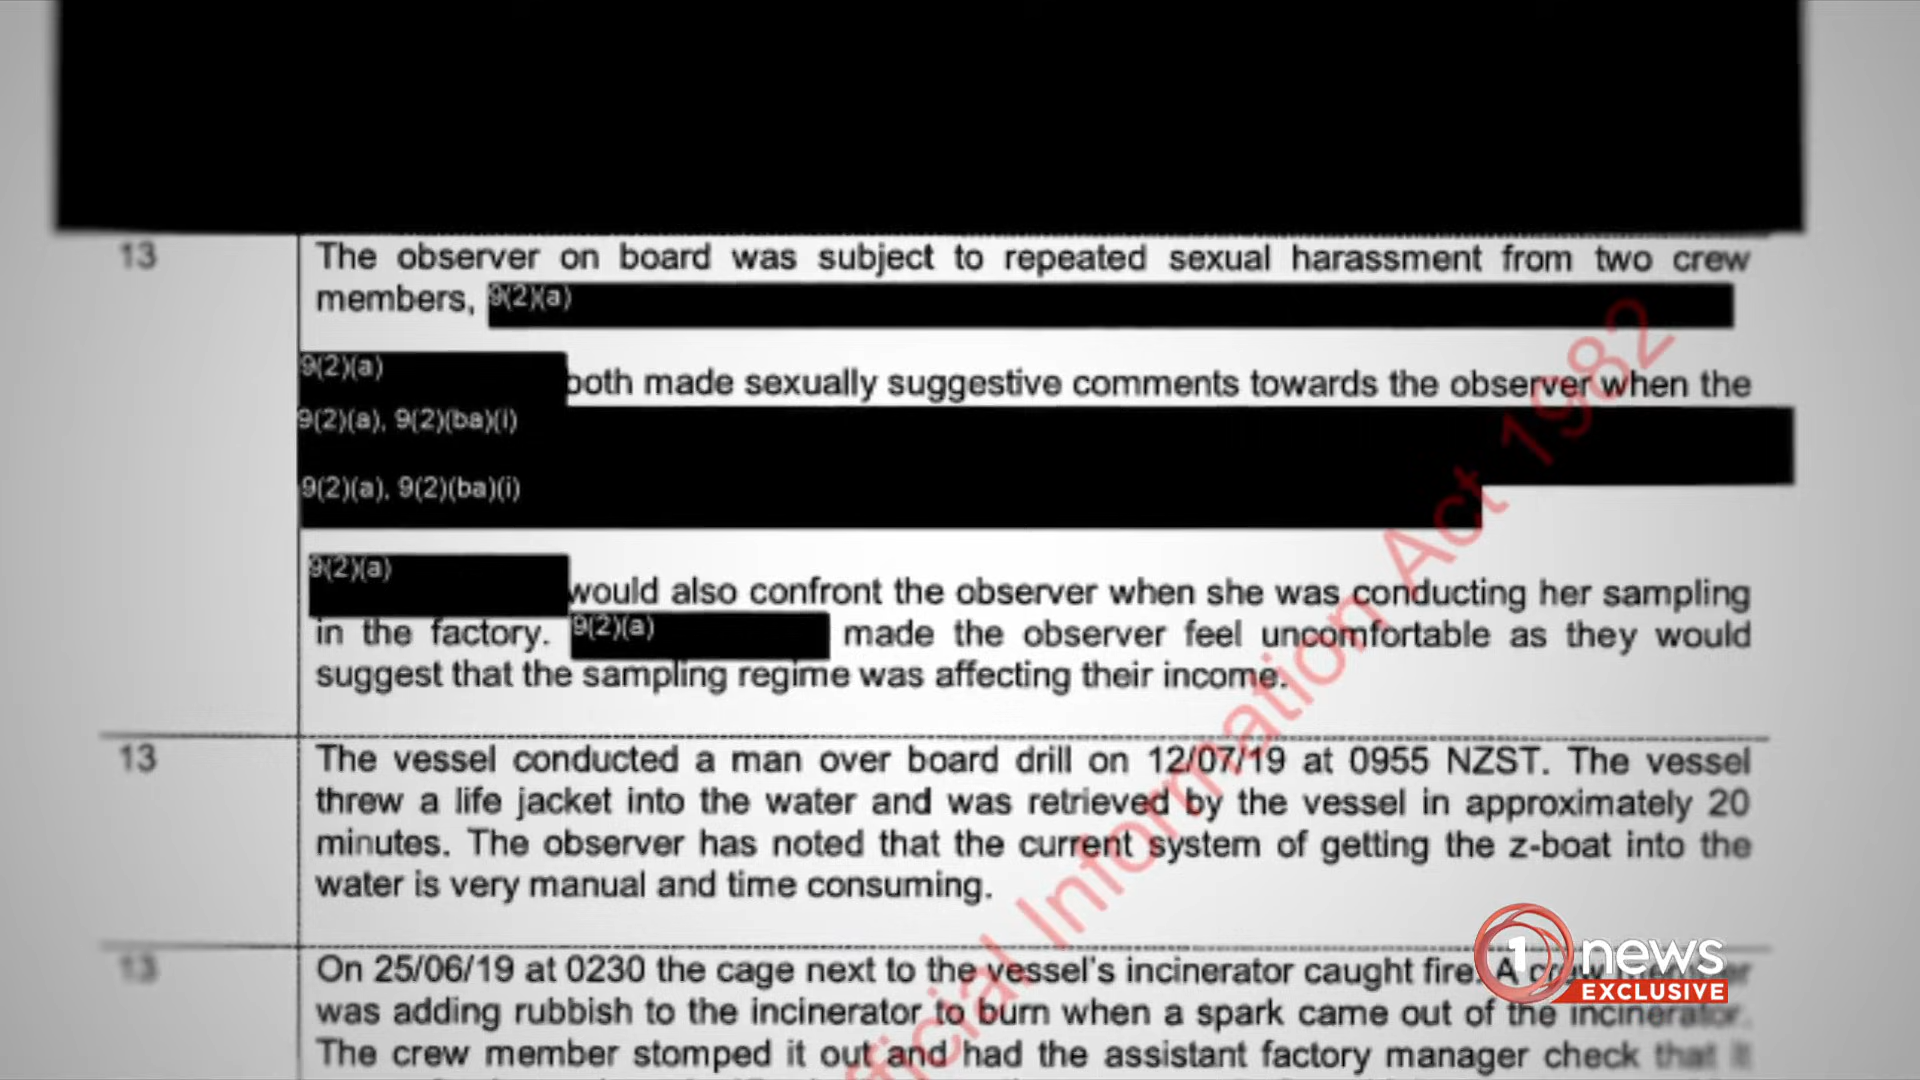 13
The observer on board was subject to repeated sexual harassment from two crew
members, 9(2)(a)
9(2)(a)
both made sexually suggestive comments towards the observer when the
9(2)(a), 9(2)(ba)(i)
9(2)(a), 9(2)(ba)(i)
9(2)(a)
would also confront the observer when she was conducting her sampling
in the factory. 9(2)(a) made the observer feel uncomfortable as they would
suggest that the sampling regime was affecting their income.
13
The vessel conducted a man over board drill on 12/07/19 at 0955 NZST. The vessel
threw a life jacket into the water and was retrieved by the vessel in approximately 20
minutes. The observer has noted that the current system of getting the z-boat into the
water is very manual and time consuming.
13
On 25/06/19 at 0230 the cage next to the vessel's incinerator caught fire. A crew
was adding rubbish to the incinerator to burn when a spark came out of the incinerator.
The crew member stomped it out and had the assistant factory manager check that it
Official Information Act 1982
1 news
EXCLUSIVE